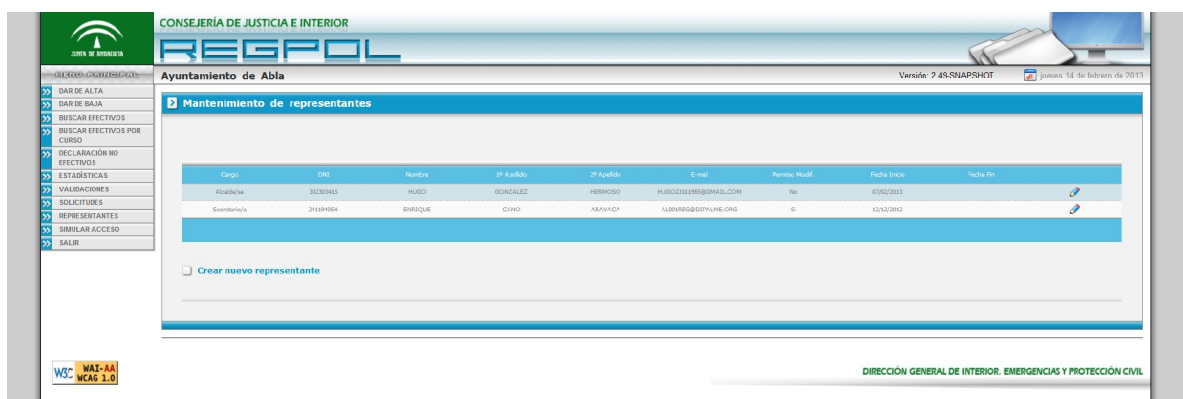 CONSEJERÍA DE JUSTICIA E INTERIOR
REGPOL
JUNTA DE ANDALUCIA
MENÚ PRINCIPAL
Ayuntamiento de Abla
Versión: 2.49-SNAPSHOT
jueves 14 de febrero de 2013
DAR DE ALTA
DAR DE BAJA
BUSCAR EFECTIVOS
BUSCAR EFECTIVOS POR
CURSO
DECLARACIÓN NO
EFECTIVOS
ESTADÍSTICAS
VALIDACIONES
SOLICITUDES
REPRESENTANTES
SIMULAR ACCESO
SALIR
Mantenimiento de representantes
Cargo DNI Nombre 1º Apellido 2º Apellido E-mail Permiso Modif. Fecha Inicio Fecha Fin
Alcalde/sa HUGO GONZALEZ HERMOSO No 07/02/2013
Secretario/a ENRIQUE CANO Si 12/12/2012
Crear nuevo representante
W3C WAI-AA
WCAG 1.0
DIRECCIÓN GENERAL DE INTERIOR. EMERGENCIAS Y PROTECCIÓN CIVIL